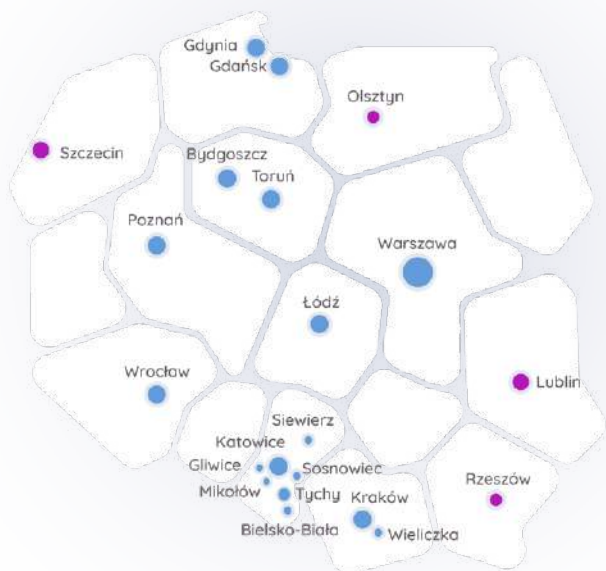 Gdynia
Gdańsk
Olsztyn
Szczecin
Bydgoszcz
Toruń
Poznań
Warszawa
Łódź
Wrocław
Lublin
Siewierz
Katowice
Gliwice
Sosnowiec
Mikołów
Tychy
Kraków
Rzeszów
Bielsko-Biała
Wieliczka